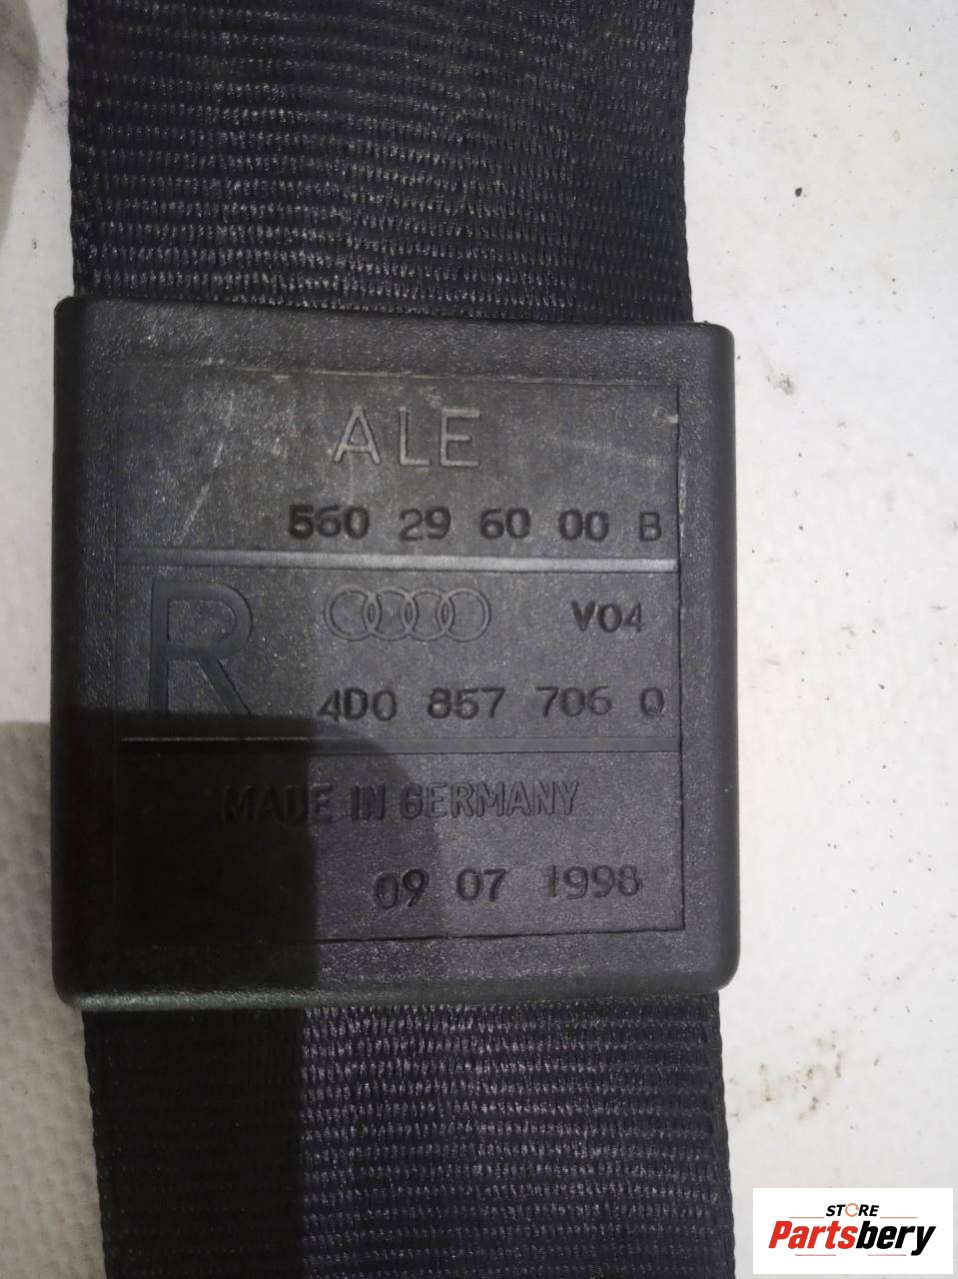 ALE
560 29 60 00 B
R V04
4D0 857 706 Q
MADE IN GERMANY
09 07 1998
STORE
Partsbery